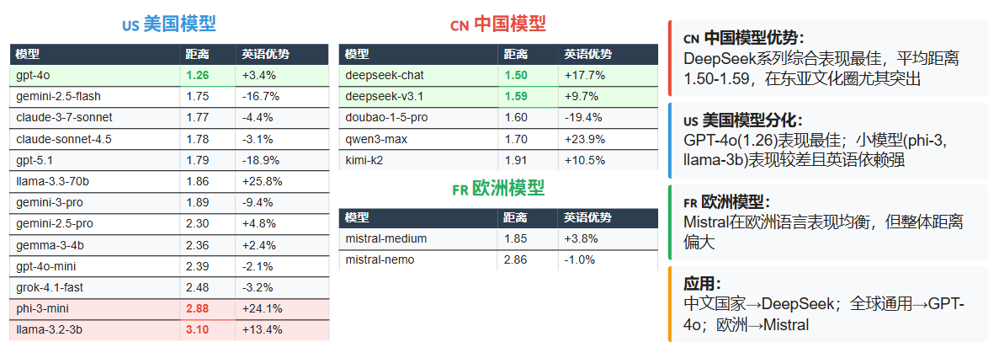 US 美国模型
模型 距离 英语优势
gpt-4o 1.26 +3.4%
gemini-2.5-flash 1.75 -16.7%
claude-3-7-sonnet 1.77 -4.4%
claude-sonnet-4.5 1.78 -3.1%
gpt-5.1 1.79 -18.9%
llama-3.3-70b 1.86 +25.8%
gemini-3-pro 1.89 -9.4%
gemini-2.5-pro 2.30 +4.8%
gemma-3-4b 2.36 +2.4%
gpt-4o-mini 2.39 -2.1%
grok-4.1-fast 2.48 -3.2%
phi-3-mini 2.88 +24.1%
llama-3.2-3b 3.10 +13.4%
CN 中国模型
模型 距离 英语优势
deepseek-chat 1.50 +17.7%
deepseek-v3.1 1.59 +9.7%
doubao-1-5-pro 1.60 -19.4%
qwen3-max 1.70 +23.9%
kimi-k2 1.91 +10.5%
FR 欧洲模型
模型 距离 英语优势
mistral-medium 1.85 +3.8%
mistral-nemo 2.86 -1.0%
CN 中国模型优势：
DeepSeek系列综合表现最佳，平均距离
1.50-1.59，在东亚文化圈尤其突出
US 美国模型分化：
GPT-4o(1.26)表现最佳；小模型(phi-3,
llama-3b)表现较差且英语依赖强
FR 欧洲模型：
Mistral在欧洲语言表现均衡，但整体距离
偏大
应用：
中文国家→DeepSeek；全球通用→GPT-
4o；欧洲→Mistral